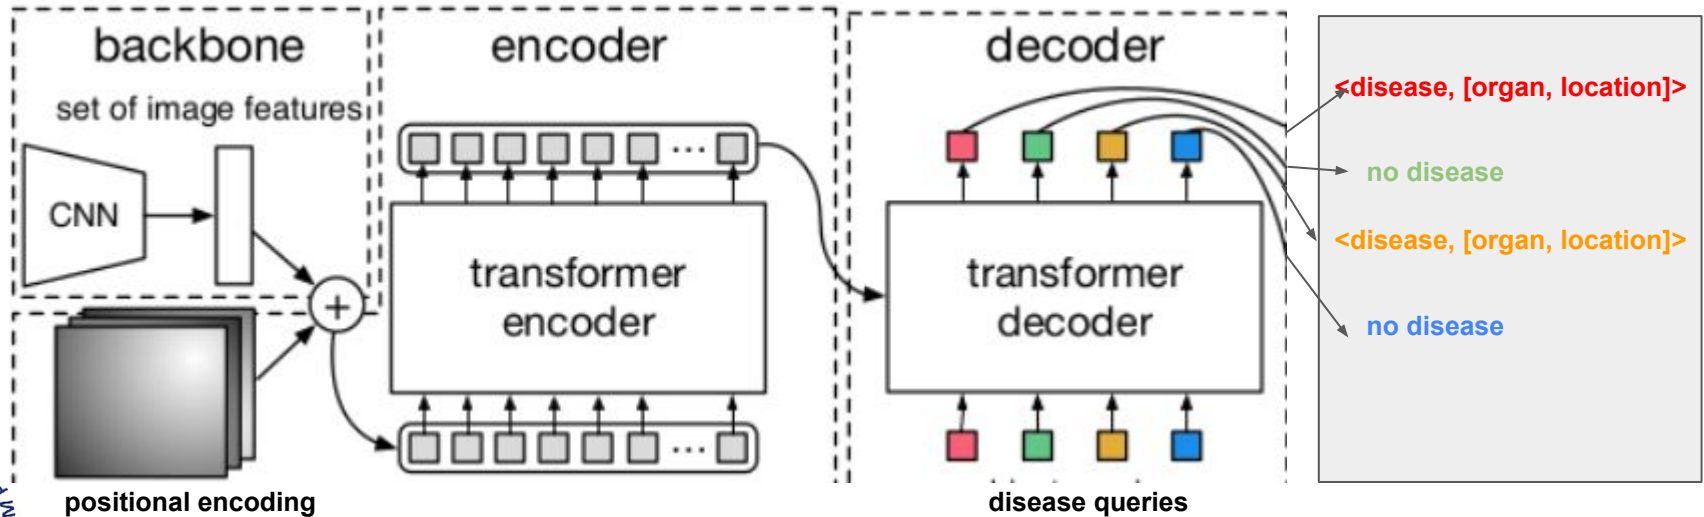 backbone
set of image features
CNN
+
positional encoding
encoder
...
transformer
encoder
...
decoder
transformer
decoder
disease queries
<disease, [organ, location]>
no disease
<disease, [organ, location]>
no disease